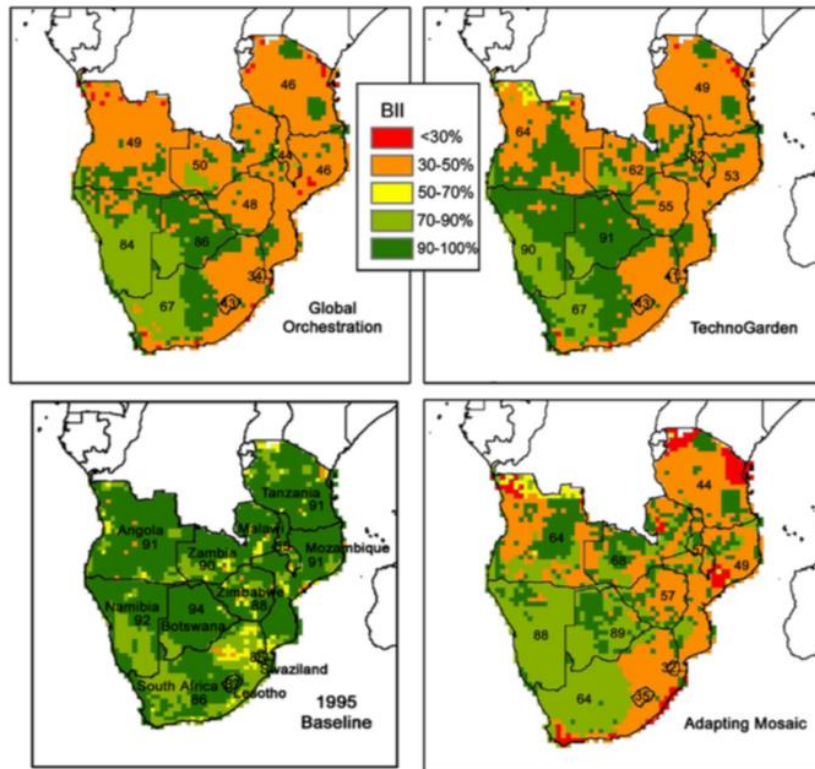 46
49
50
44
46
48
84
86
67
43
Global
Orchestration
BII
<30%
30-50%
50-70%
70-90%
90-100%
49
64
62
52
53
55
90
91
67
43
TechnoGarden
Tanzania
91
Angola
91
Malawi
Zambia
90
Mozambique
91
Zimbabwe
88
Namibia
92
94
Botswana
Swaziland
South Africa
86
Lesotho
1995
Baseline
44
64
68
49
57
88
89
64
35
Adapting Mosaic